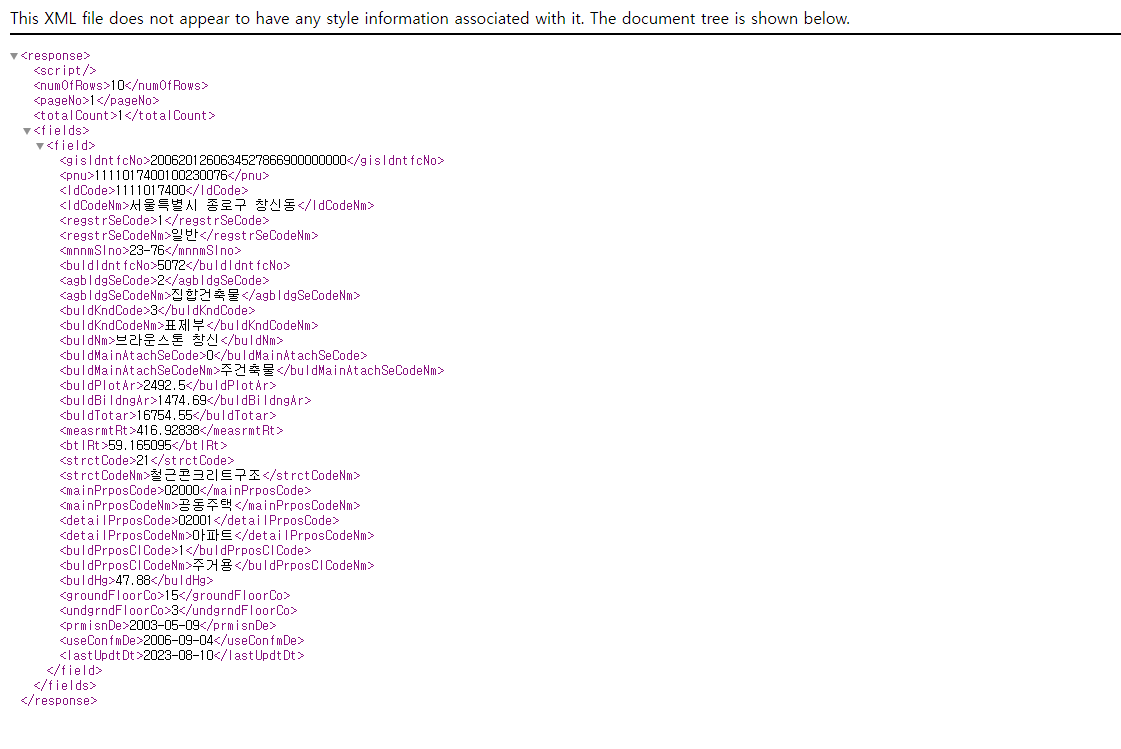 This XML file does not appear to have any style information associated with it. The document tree is shown below.
▼<response>
<script/>
<numOfRows>10</numOfRows>
<pageNo>1</pageNo>
<totalCount>1</totalCount>
▼<fields>
▼<field>
<gisIdntfcNo>2006201260634527866900000000</gisIdntfcNo>
<pnu>1111017400100230076</pnu>
<ldCode>1111017400</ldCode>
<ldCodeNm>서울특별시 종로구 창신동</ldCodeNm>
<regstrSeCode>1</regstrSeCode>
<regstrSeCodeNm>일반</regstrSeCodeNm>
<mnnmSlno>23-76</mnnmSlno>
<buldIdntfcNo>5072</buldIdntfcNo>
<agbldgSeCode>2</agbldgSeCode>
<agbldgSeCodeNm>집합건축물</agbldgSeCodeNm>
<buldKndCode>3</buldKndCode>
<buldKndCodeNm>표제부</buldKndCodeNm>
<buldNm>브라운스톤 창신</buldNm>
<buldMainAtachSeCode>0</buldMainAtachSeCode>
<buldMainAtachSeCodeNm>주건축물</buldMainAtachSeCodeNm>
<buldPlotAr>2492.5</buldPlotAr>
<buldBildngAr>1474.69</buldBildngAr>
<buldTotar>16754.55</buldTotar>
<measrmtRt>416.92838</measrmtRt>
<btlRt>59.165095</btlRt>
<strctCode>21</strctCode>
<strctCodeNm>철근콘크리트구조</strctCodeNm>
<mainPrposCode>02000</mainPrposCode>
<mainPrposCodeNm>공동주택</mainPrposCodeNm>
<detailPrposCode>02001</detailPrposCode>
<detailPrposCodeNm>아파트</detailPrposCodeNm>
<buldPrposClCode>1</buldPrposClCode>
<buldPrposClCodeNm>주거용</buldPrposClCodeNm>
<buldHg>47.88</buldHg>
<groundFloorCo>15</groundFloorCo>
<undgrndFloorCo>3</undgrndFloorCo>
<prmisnDe>2003-05-09</prmisnDe>
<useConfmDe>2006-09-04</useConfmDe>
<lastUpdtDt>2023-08-10</lastUpdtDt>
</field>
</fields>
</response>